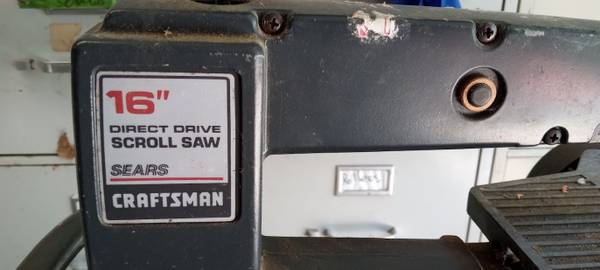 16"
DIRECT DRIVE
SCROLL SAW
SEARS
CRAFTSMAN